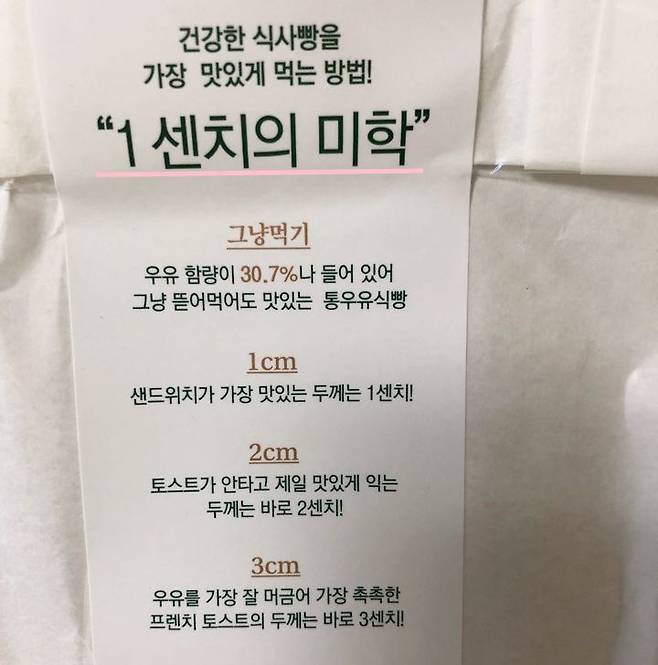 건강한 식사빵을
가장 맛있게 먹는 방법!
“1 센치의 미학”
그냥먹기
우유 함량이 30.7%나 들어 있어
그냥 뜯어먹어도 맛있는 통우유식빵
1cm
샌드위치가 가장 맛있는 두께는 1센치!
2cm
토스트가 안타고 제일 맛있게 익는
두께는 바로 2센치!
3cm
우유를 가장 잘 머금어 가장 촉촉한
프렌치 토스트의 두께는 바로 3센치!